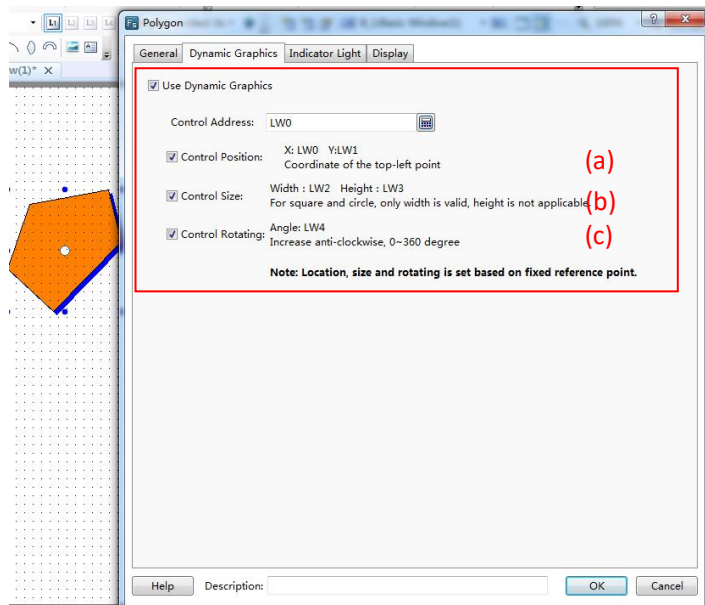 Polygon
w(1)* X
General Dynamic Graphics Indicator Light Display
Use Dynamic Graphics
Control Address: LW0
Control Position: X: LW0 Y:LW1
Coordinate of the top-left point
(a)
Control Size: Width : LW2 Height : LW3
For square and circle, only width is valid, height is not applicable.
(b)
Control Rotating: Angle: LW4
Increase anti-clockwise, 0~360 degree
(c)
Note: Location, size and rotating is set based on fixed reference point.
Help Description: OK Cancel